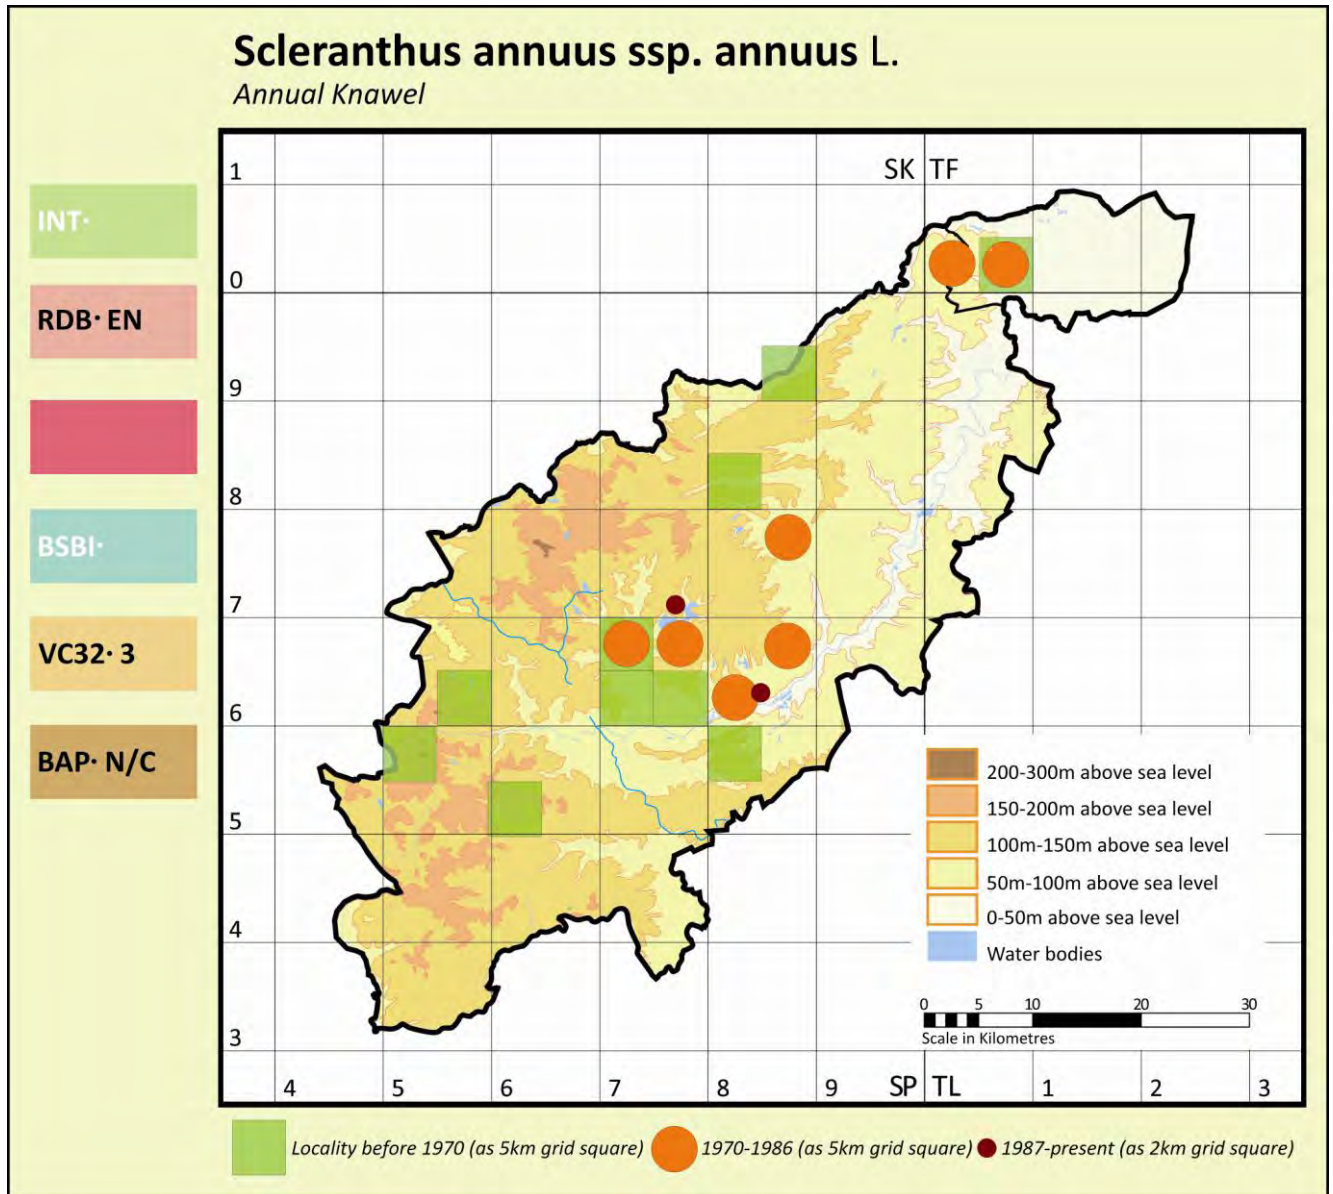 Scleranthus annuus ssp. annuus L.
Annual Knawel
INT·
RDB· EN
BSBI·
VC32· 3
BAP· N/C
SK TF
1
0
9
8
7
6
5
4
3
4 5 6 7 8 9 SP TL 1 2 3
200-300m above sea level
150-200m above sea level
100m-150m above sea level
50m-100m above sea level
0-50m above sea level
Water bodies
0 5 10 20 30
Scale in Kilometres
Locality before 1970 (as 5km grid square) 1970-1986 (as 5km grid square) 1987-present (as 2km grid square)